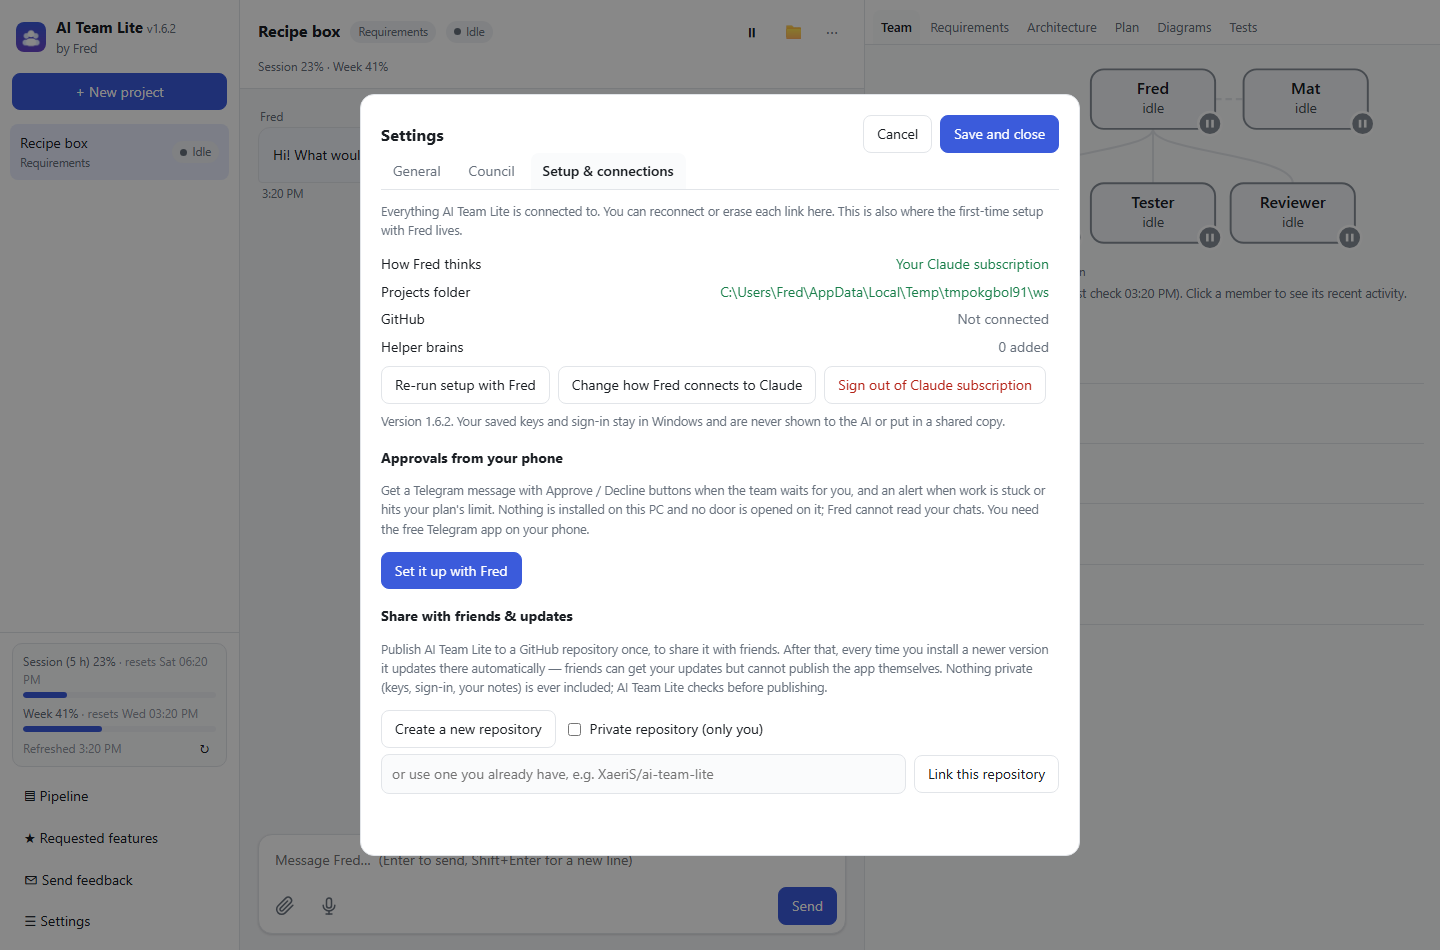 AI Team Lite v1.6.2
by Fred
+ New project
Recipe box
Requirements
Idle
Session (5 h) 23% · resets Sat 06:20
PM
Week 41% · resets Wed 03:20 PM
Refreshed 3:20 PM
Pipeline
Requested features
Send feedback
Settings
Recipe box
Requirements
Idle
Session 23% · Week 41%
Fred
Hi! What woul
3:20 PM
Message Fred... (Enter to send, Shift+Enter for a new line)
Send
Team
Requirements
Architecture
Plan
Diagrams
Tests
Fred
idle
Mat
idle
Tester
idle
Reviewer
idle
n
st check 03:20 PM). Click a member to see its recent activity.
Settings
Cancel
Save and close
General
Council
Setup & connections
Everything AI Team Lite is connected to. You can reconnect or erase each link here. This is also where the first-time setup
with Fred lives.
How Fred thinks
Your Claude subscription
Projects folder
C:\Users\Fred\AppData\Local\Temp\tmpokgbol91\ws
GitHub
Not connected
Helper brains
0 added
Re-run setup with Fred
Change how Fred connects to Claude
Sign out of Claude subscription
Version 1.6.2. Your saved keys and sign-in stay in Windows and are never shown to the AI or put in a shared copy.
Approvals from your phone
Get a Telegram message with Approve / Decline buttons when the team waits for you, and an alert when work is stuck or
hits your plan's limit. Nothing is installed on this PC and no door is opened on it; Fred cannot read your chats. You need
the free Telegram app on your phone.
Set it up with Fred
Share with friends & updates
Publish AI Team Lite to a GitHub repository once, to share it with friends. After that, every time you install a newer version
it updates there automatically — friends can get your updates but cannot publish the app themselves. Nothing private
(keys, sign-in, your notes) is ever included; AI Team Lite checks before publishing.
Create a new repository
Private repository (only you)
or use one you already have, e.g. XaeriS/ai-team-lite
Link this repository